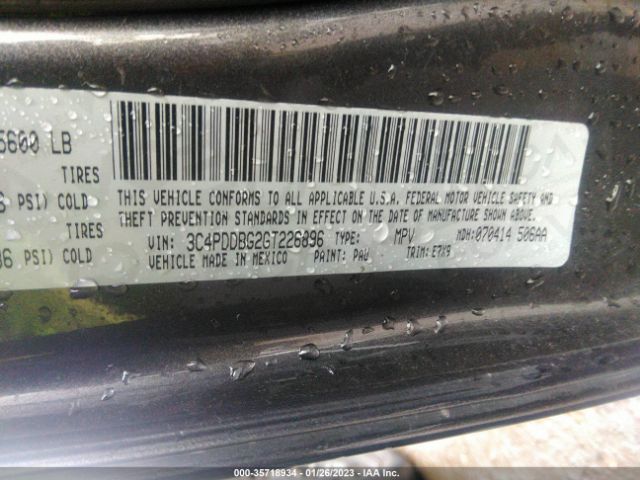 5600 LB
TIRES
PSI) COLD
TIRES
36 PSI) COLD
THIS VEHICLE CONFORMS TO ALL APPLICABLE U.S.A. FEDERAL MOTOR VEHICLE SAFETY AND
THEFT PREVENTION STANDARDS IN EFFECT ON THE DATE OF MANUFACTURE SHOWN ABOVE.
VIN: 3C4PDDBG2GT226896 TYPE: MPV MDH:070414 506AA
VEHICLE MADE IN MEXICO PAINT: PAU TRIM: E7X9
000-35718934 - 01/26/2023 - IAA Inc.